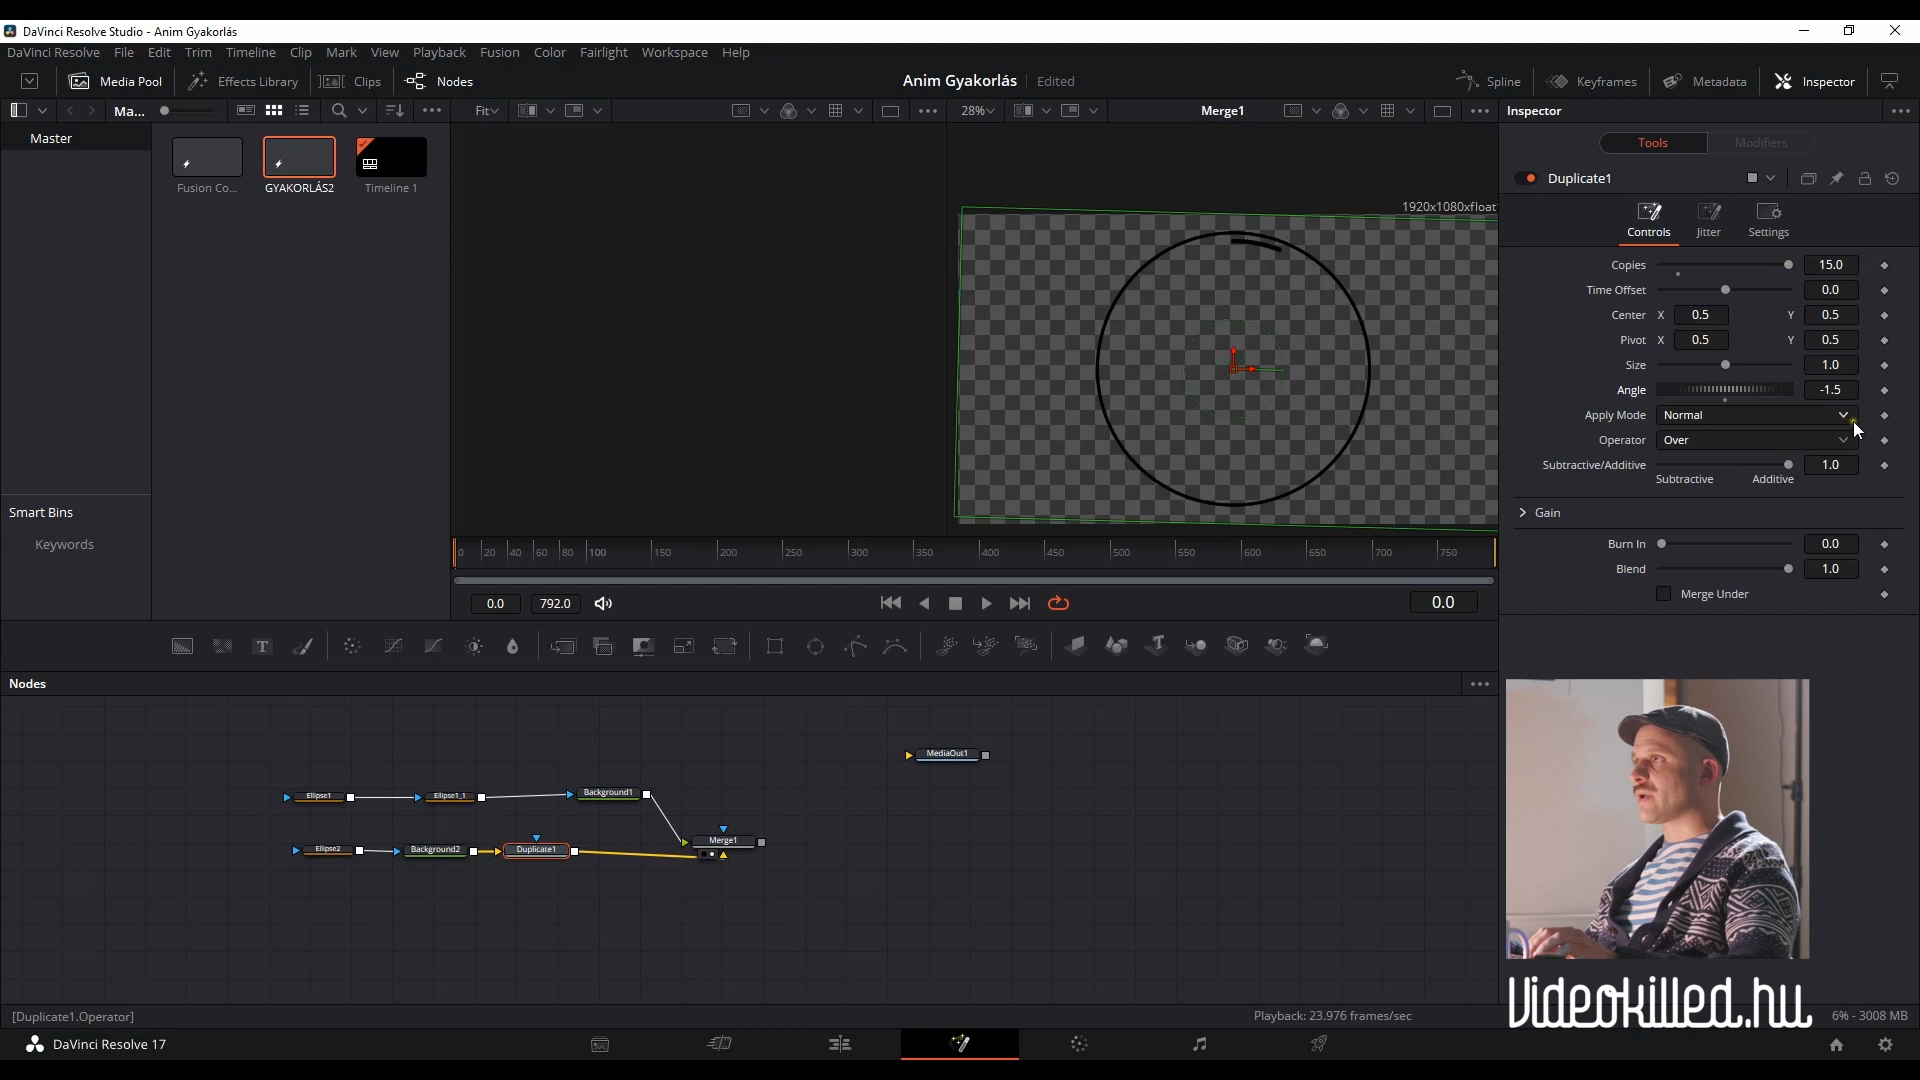 DaVinci Resolve Studio - Anim Gyakorlás
DaVinci Resolve File Edit Trim Timeline Clip Mark View Playback Fusion Color Fairlight Workspace Help
Media Pool Effects Library Clips Nodes Anim Gyakorlás Edited Spline Keyframes Metadata Inspector
Ma... Fit 28% Merge1 Inspector
Master
Fusion Co... GYAKORLÁS2 Timeline 1
Smart Bins
Keywords
1920x1080xfloat
0 20 40 60 80 100 150 200 250 300 350 400 450 500 550 600 650 700 750
0.0 792.0 0.0
Tools Modifiers
Duplicate1
Controls Jitter Settings
Copies 15.0
Time Offset 0.0
Center X 0.5 Y 0.5
Pivot X 0.5 Y 0.5
Size 1.0
Angle -1.5
Apply Mode Normal
Operator Over
Subtractive/Additive 1.0
Subtractive Additive
Gain
Burn In 0.0
Blend 1.0
Merge Under
T T
Nodes
MediaOut1
Ellipse1 Ellipse1_1 Background1
Ellipse2 Background2 Duplicate1 Merge1
Videokilled.hu
[Duplicate1.Operator] Playback: 23.976 frames/sec 6% - 3008 MB
DaVinci Resolve 17